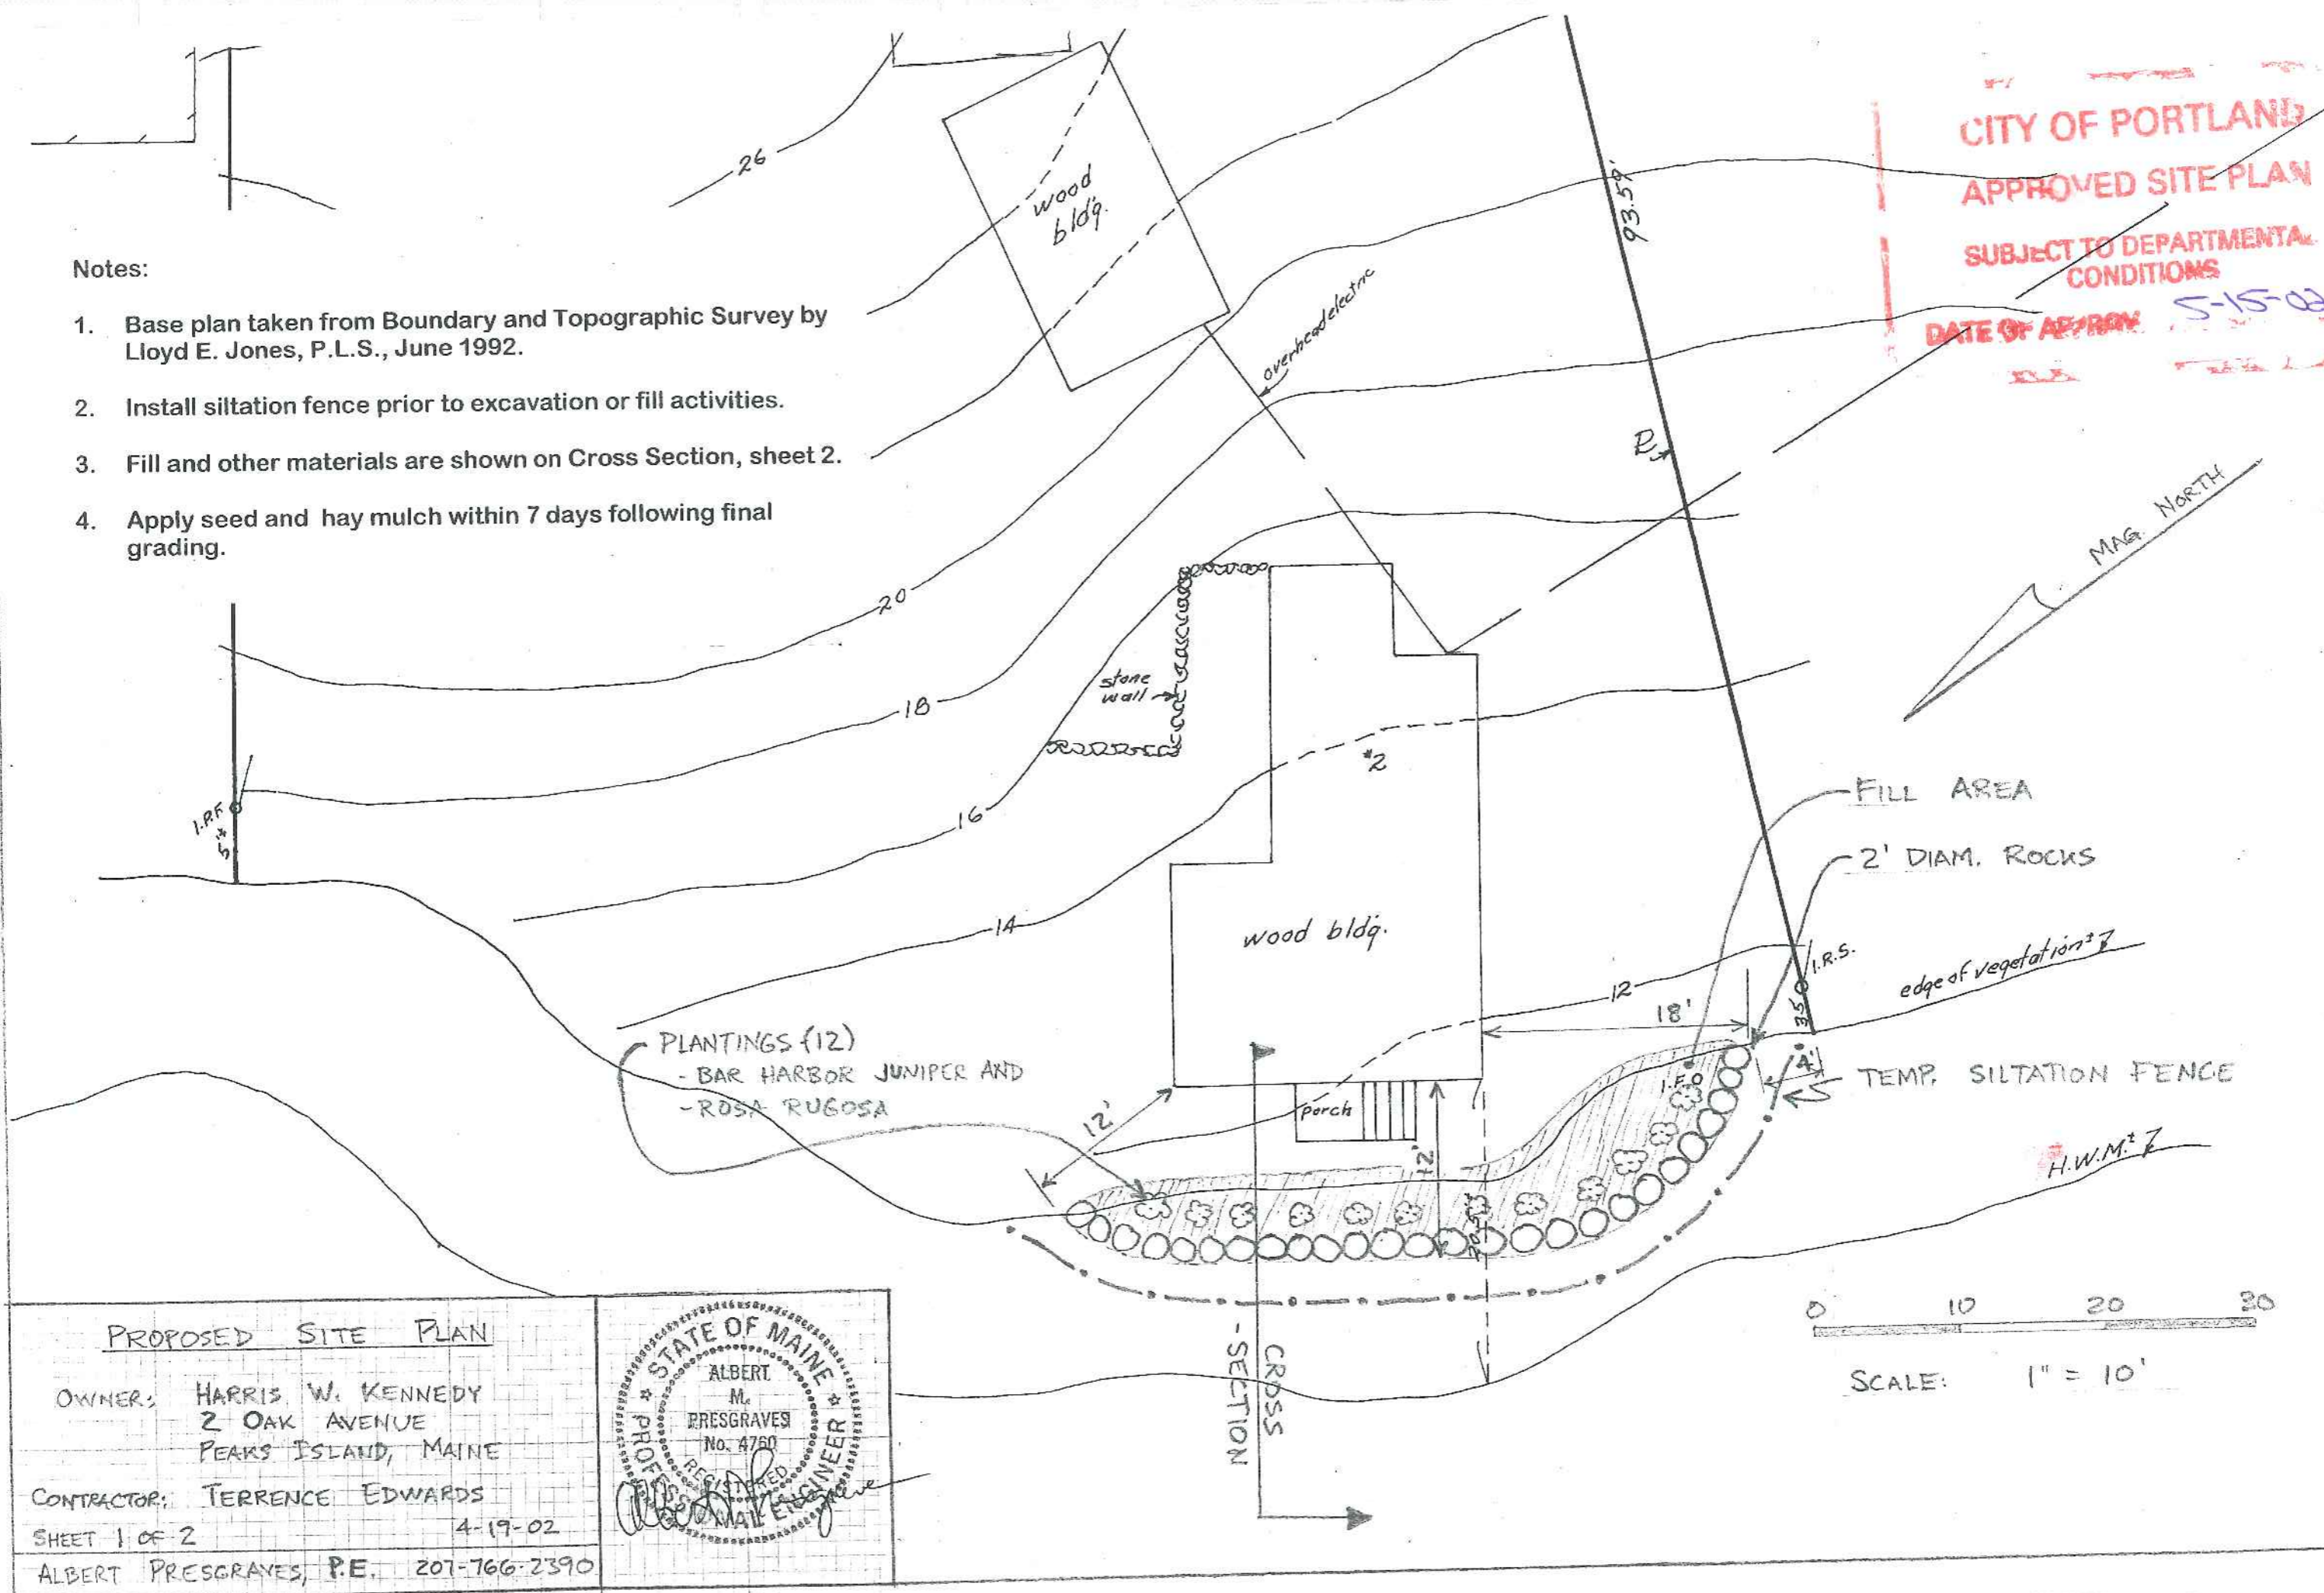 26
wood
bldg.
93.59'
CITY OF PORTLAND
APPROVED SITE PLAN
SUBJECT TO DEPARTMENTAL
CONDITIONS
DATE OF APPROV 5-15-02
Notes:
1. Base plan taken from Boundary and Topographic Survey by
Lloyd E. Jones, P.L.S., June 1992.
2. Install siltation fence prior to excavation or fill activities.
3. Fill and other materials are shown on Cross Section, sheet 2.
4. Apply seed and hay mulch within 7 days following final
grading.
overhead electric
MAG. NORTH
20
stone
wall
18
#2
16
I.P.F.
5'±
FILL AREA
2' DIAM. ROCKS
14
wood bldg.
12
18'
I.R.S.
edge of vegetation±
PLANTINGS (12)
- BAR HARBOR JUNIPER AND
- ROSA RUGOSA
porch
12'
12'
4'
TEMP. SILTATION FENCE
H.W.M.±
CROSS
-SECTION
0 10 20 30
SCALE: 1" = 10'
PROPOSED SITE PLAN
OWNER: HARRIS W. KENNEDY
2 OAK AVENUE
PEAKS ISLAND, MAINE
CONTRACTOR: TERRENCE EDWARDS
SHEET 1 OF 2 4-19-02
ALBERT PRESGRAVES, P.E. 207-766-2390
STATE OF MAINE
ALBERT
M.
PRESGRAVES
No. 4760
REGISTERED
PROFESSIONAL ENGINEER